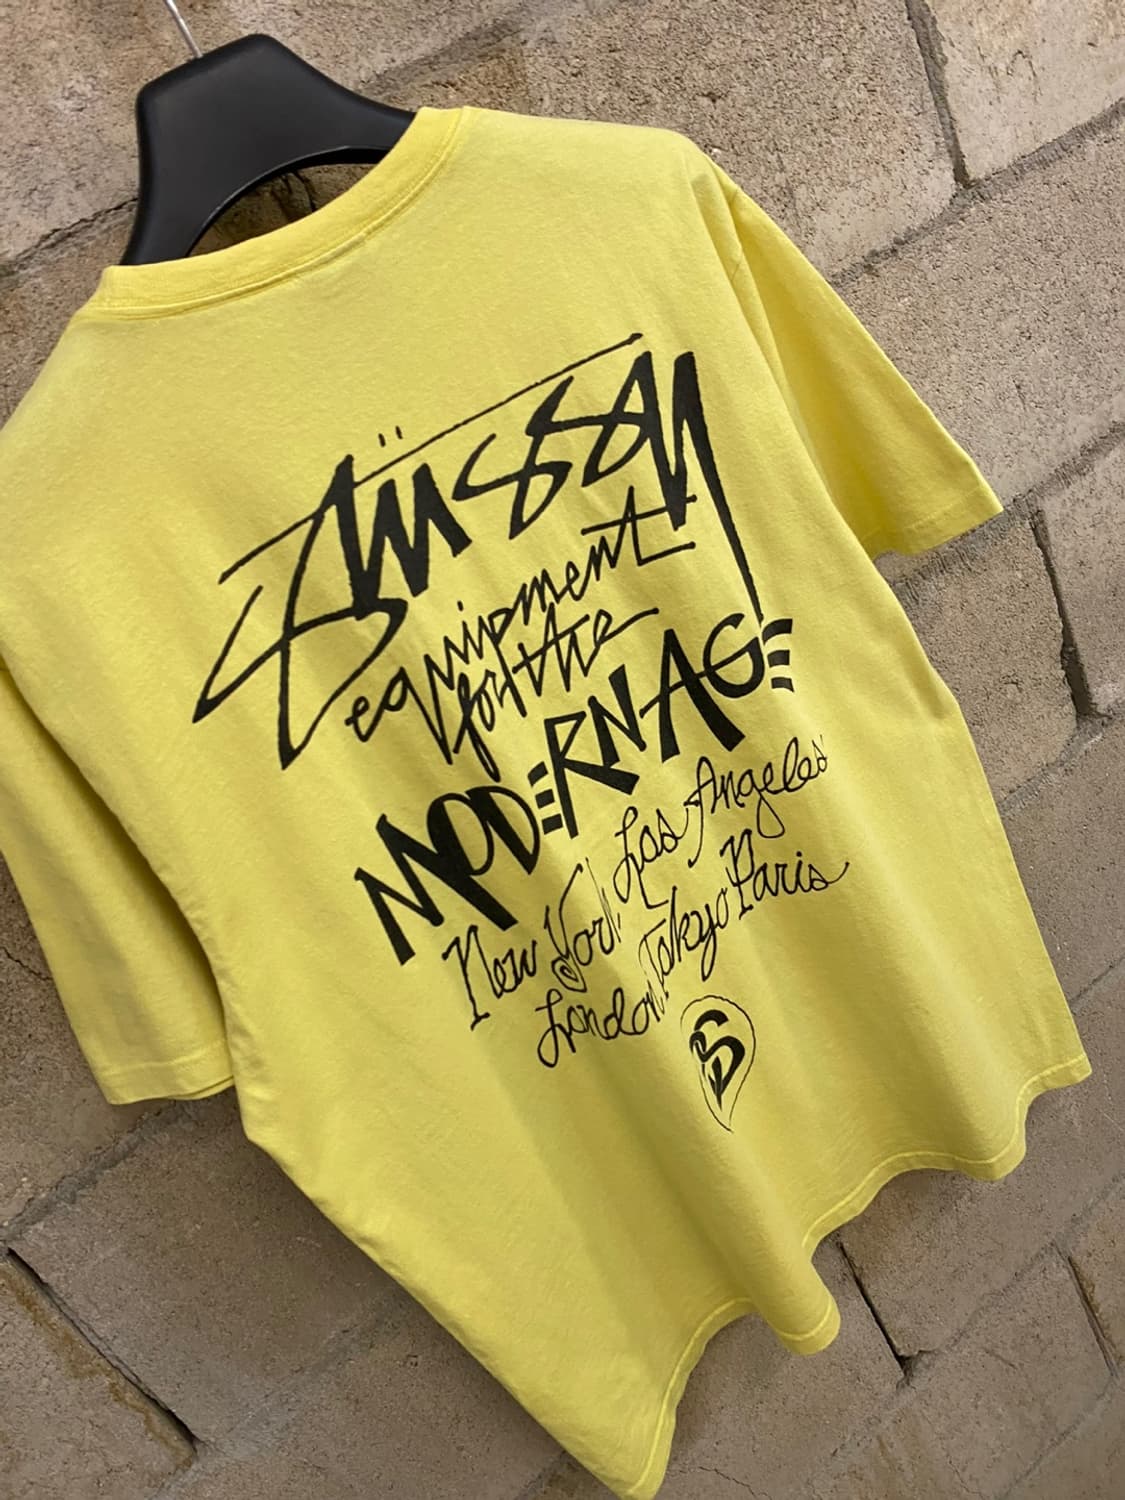 Stüssy
equipment
for the
MODERN AGE
New York Los Angeles
London Tokyo Paris
S